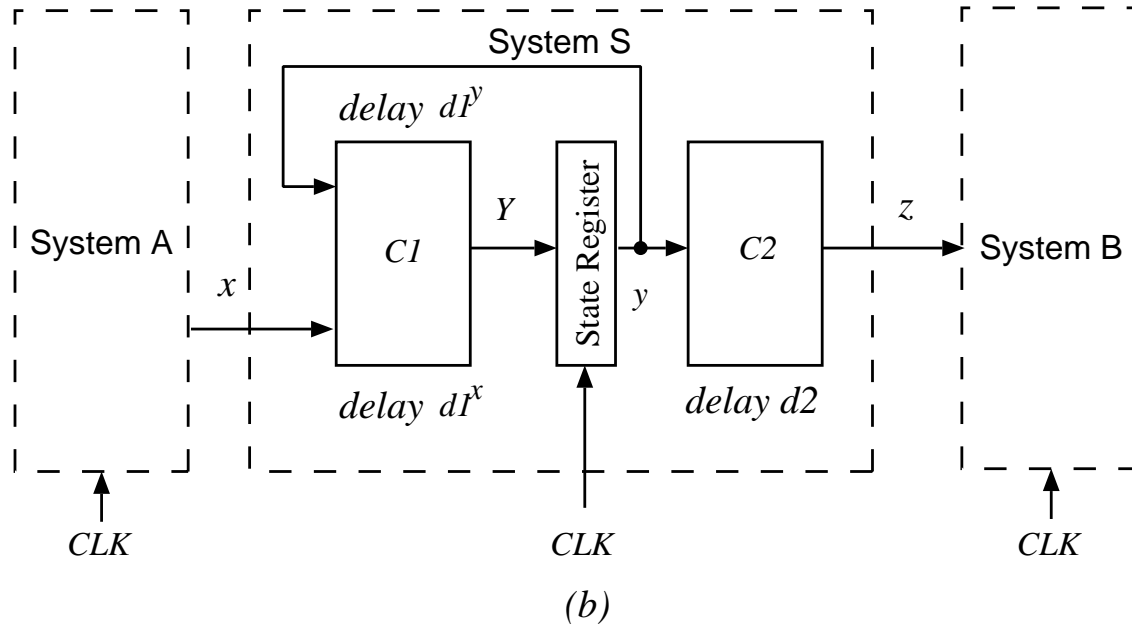 System S
delay d1^y
System A
x
C1
Y
State Register
y
C2
z
System B
delay d1^x
delay d2
CLK
CLK
CLK
(b)